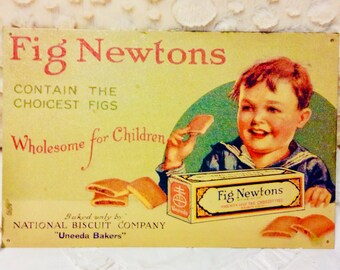 Fig Newtons
CONTAIN THE
CHOICEST FIGS
Wholesome for Children
Fig Newtons
Baked only by
NATIONAL BISCUIT COMPANY
"Uneeda Bakers"